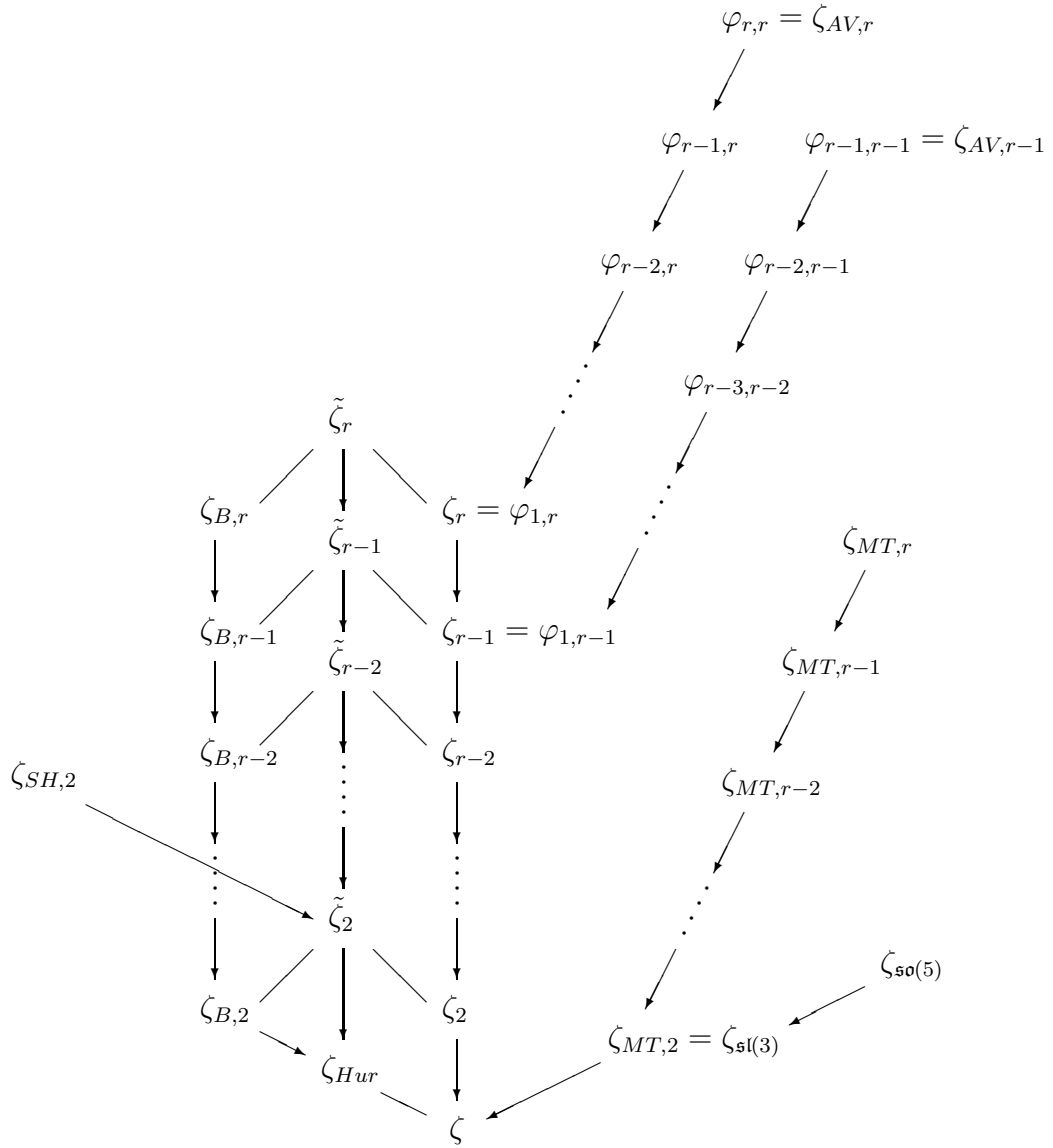 φ_{r,r} = ζ_{AV,r}
φ_{r−1,r} φ_{r−1,r−1} = ζ_{AV,r−1}
φ_{r−2,r} φ_{r−2,r−1}
φ_{r−3,r−2}
ζ̃_r
ζ_{B,r} ζ_r = φ_{1,r}
ζ̃_{r−1} ζ_{MT,r}
ζ_{B,r−1} ζ_{r−1} = φ_{1,r−1}
ζ̃_{r−2} ζ_{MT,r−1}
ζ_{B,r−2} ζ_{r−2}
ζ_{SH,2} ζ_{MT,r−2}
ζ̃_2
ζ_{𝔰𝔬(5)}
ζ_{B,2} ζ_2
ζ_{MT,2} = ζ_{𝔰𝔩(3)}
ζ_{Hur}
ζ